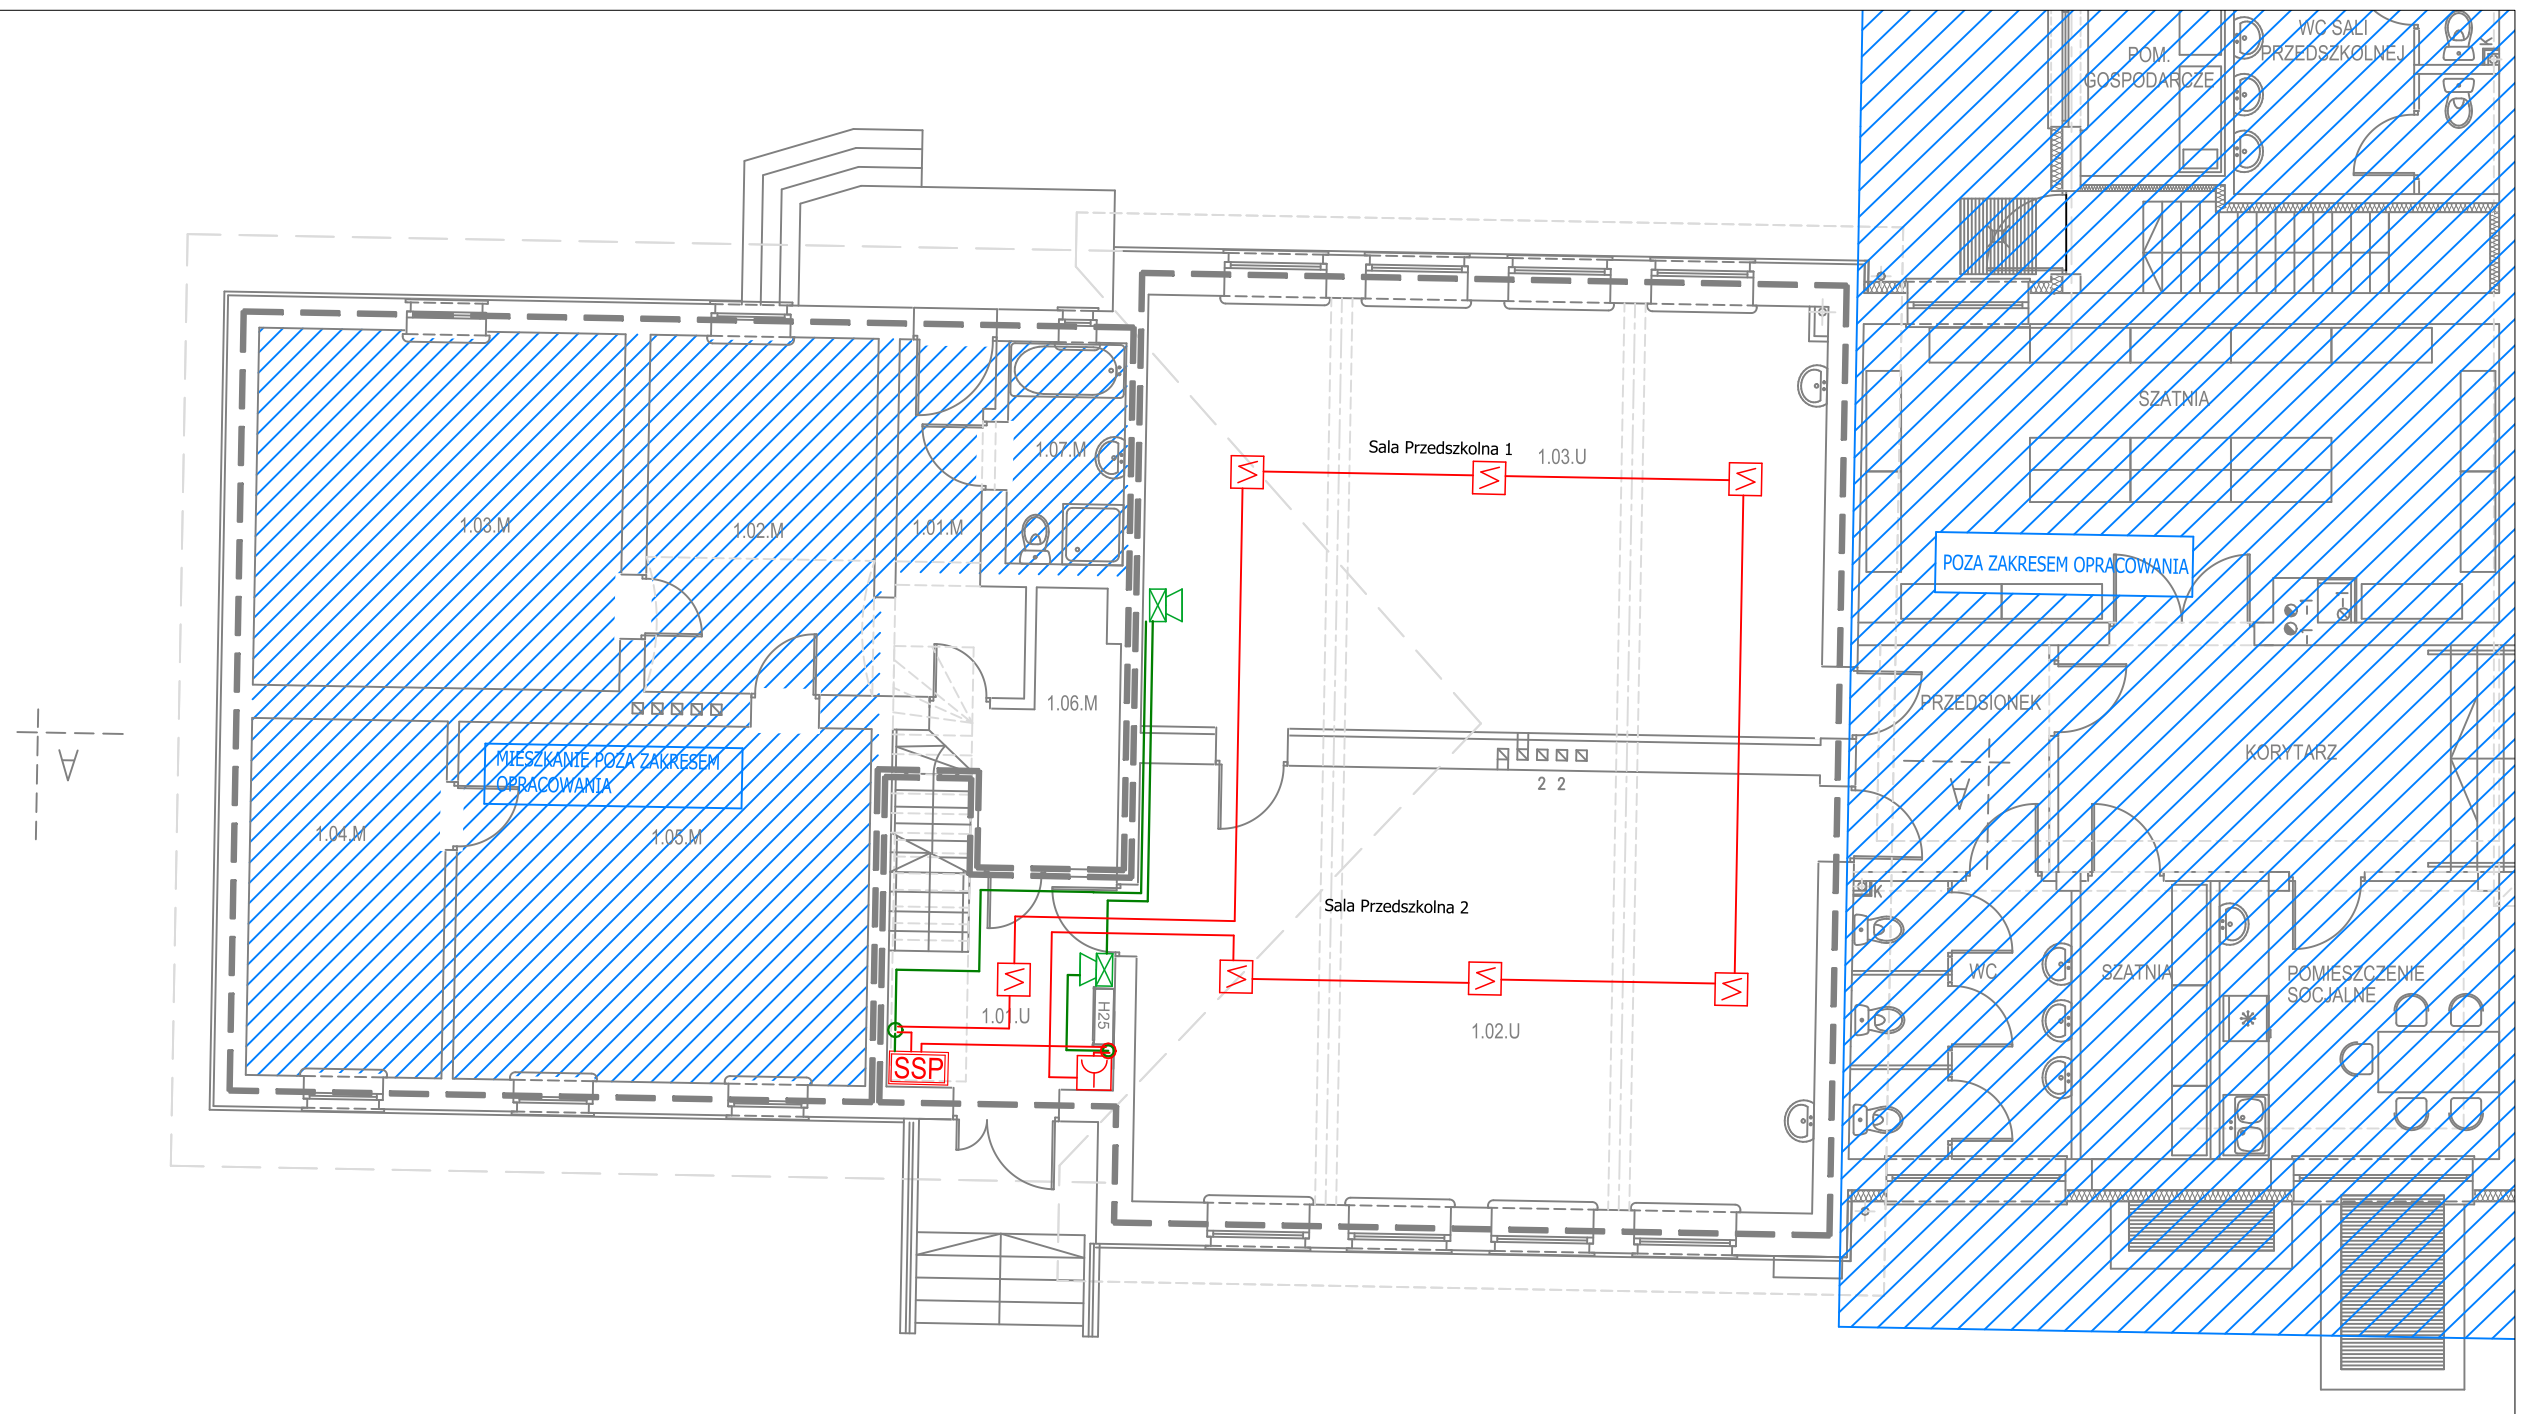 WC SALI
PRZEDSZKOLNEJ
POM.
GOSPODARCZE
K
SZATNIA
Sala Przedszkolna 1
1.03.U
1.07.M
1.03.M
1.02.M
1.01.M
POZA ZAKRESEM OPRACOWANIA
1.06.M
PRZEDSIONEK
KORYTARZ
A
A
MIESZKANIE POZA ZAKRESEM
OPRACOWANIA
2 2
1.04.M
1.05.M
K
Sala Przedszkolna 2
WC
SZATNIA
POMIESZCZENIE
SOCJALNE
1.01.U
H25
1.02.U
SSP